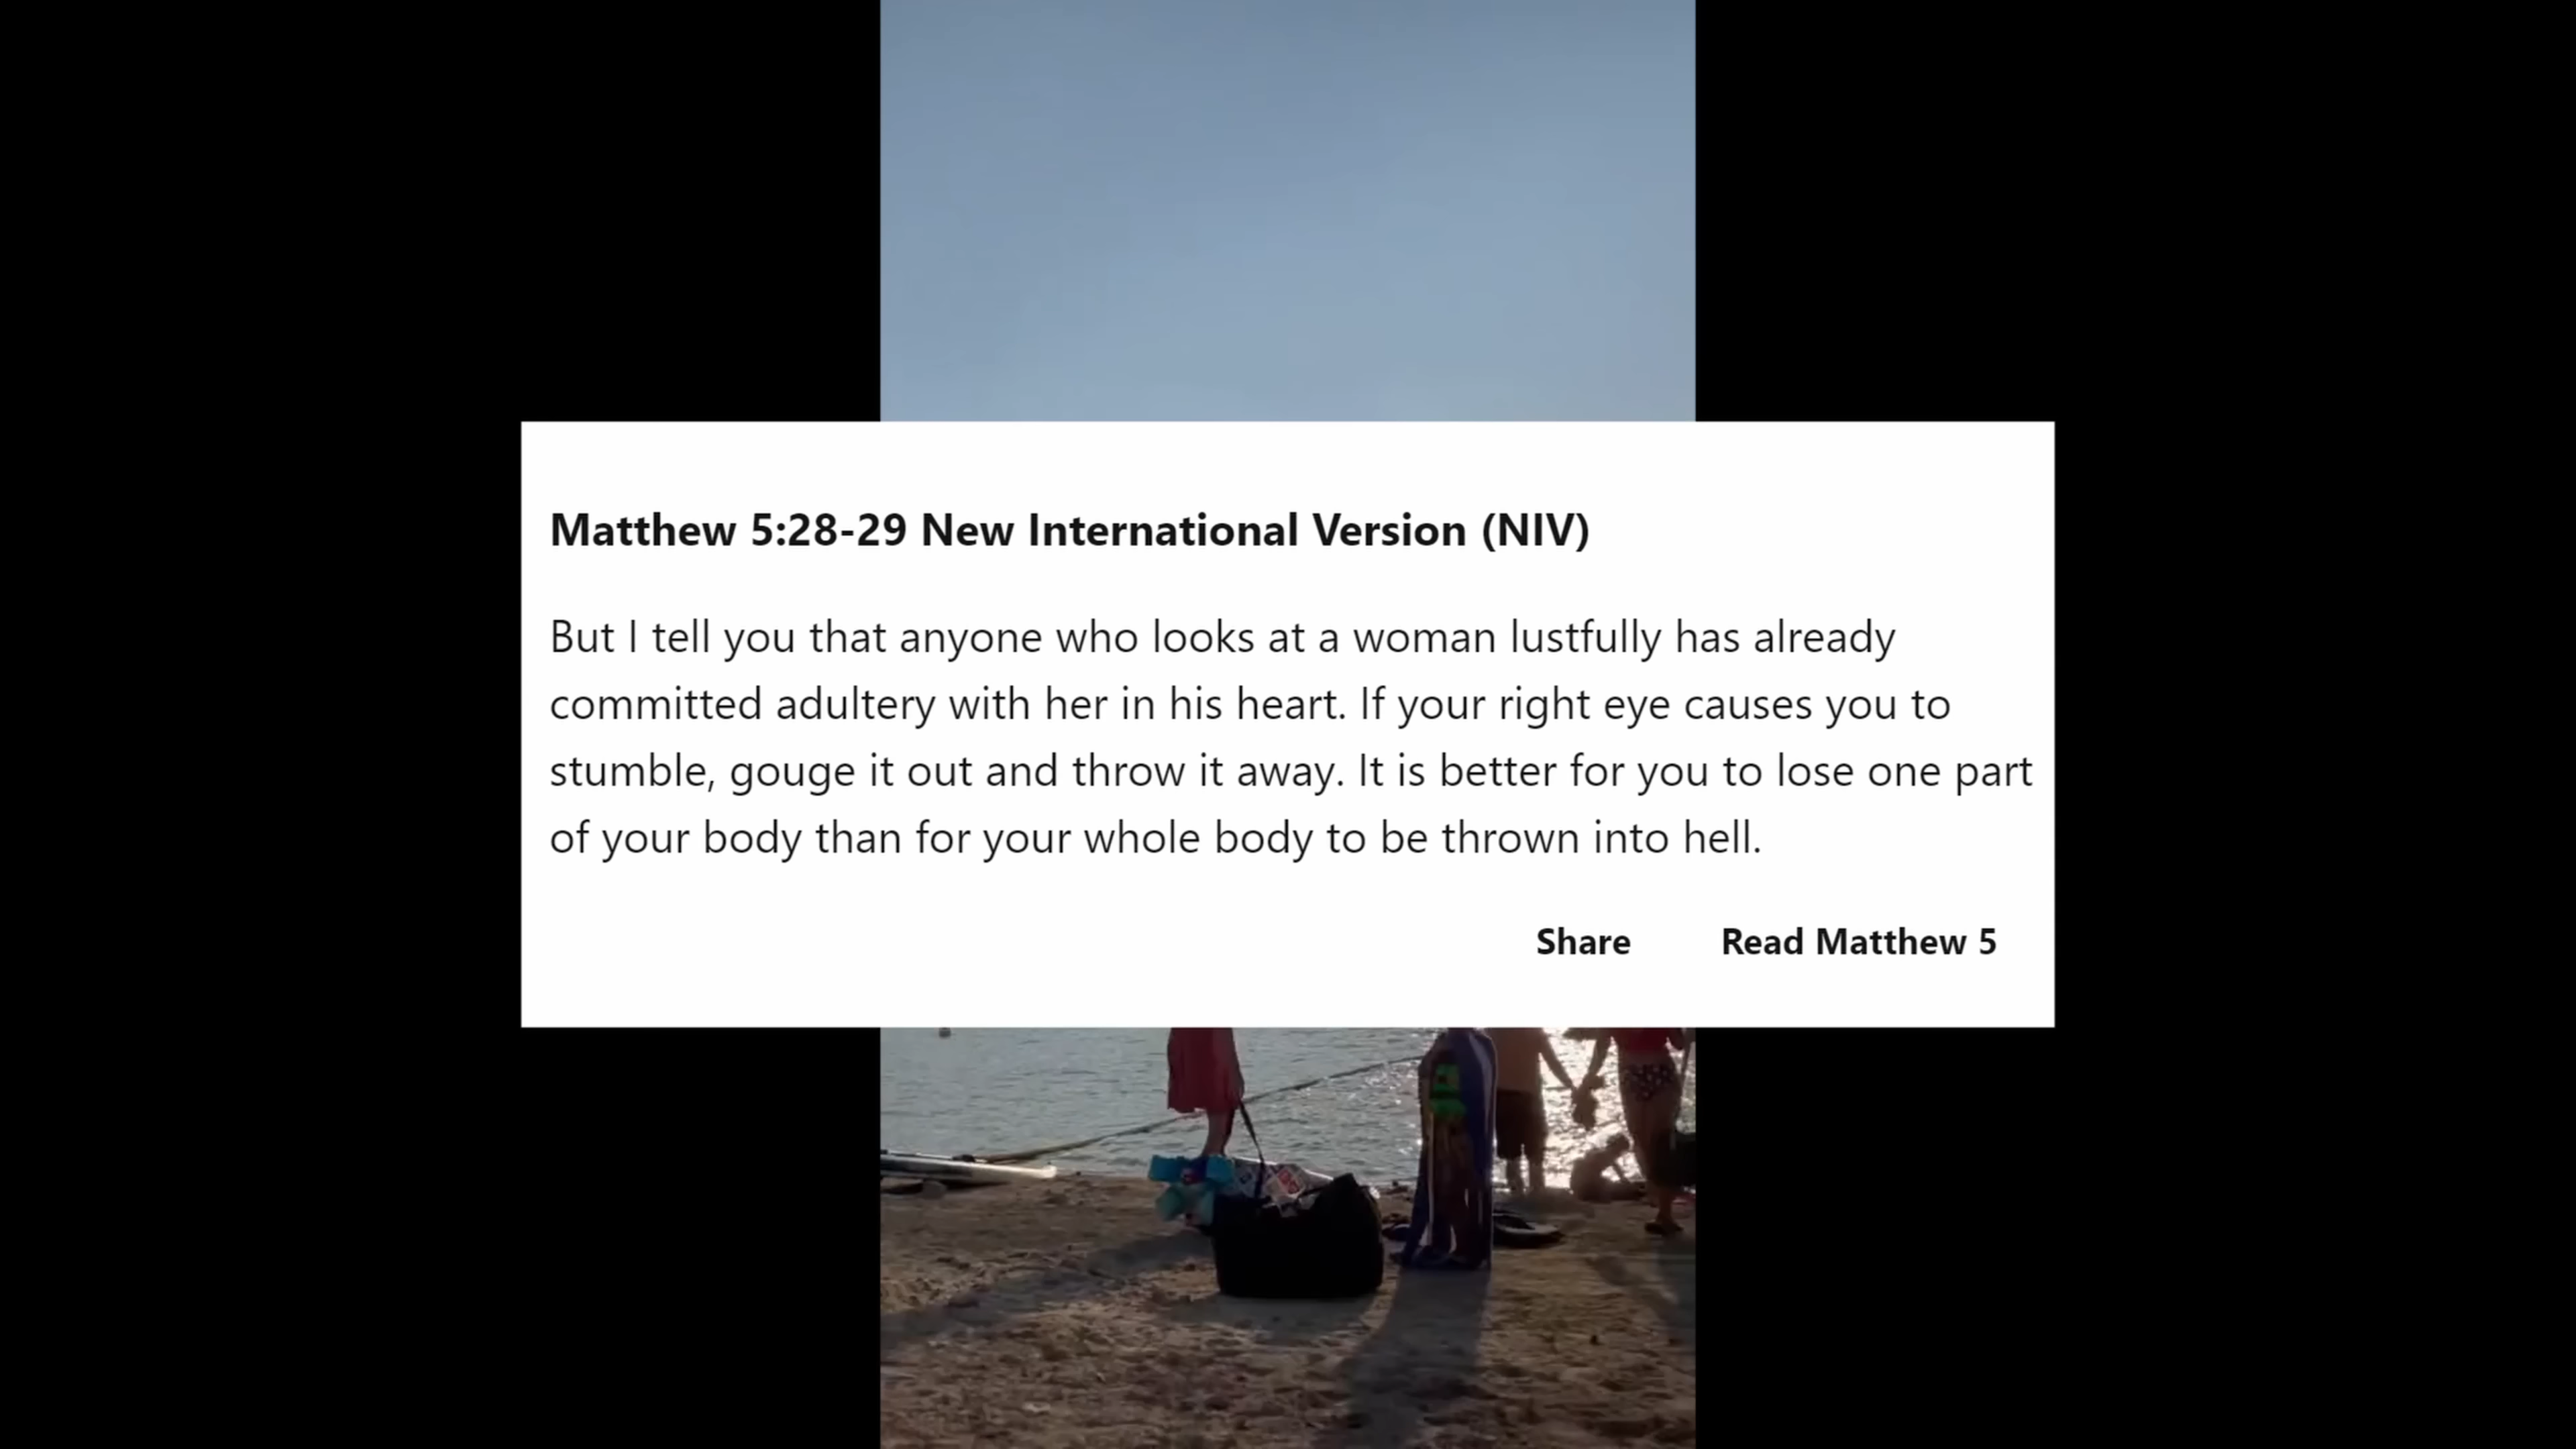 Matthew 5:28-29 New International Version (NIV)
But I tell you that anyone who looks at a woman lustfully has already
committed adultery with her in his heart. If your right eye causes you to
stumble, gouge it out and throw it away. It is better for you to lose one part
of your body than for your whole body to be thrown into hell.
Share Read Matthew 5